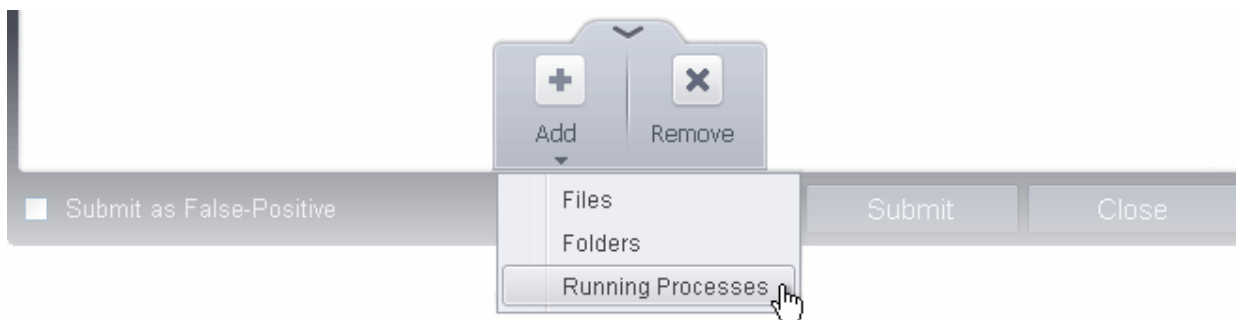 Add
Remove
Files
Submit as False-Positive
Submit
Close
Folders
Running Processes